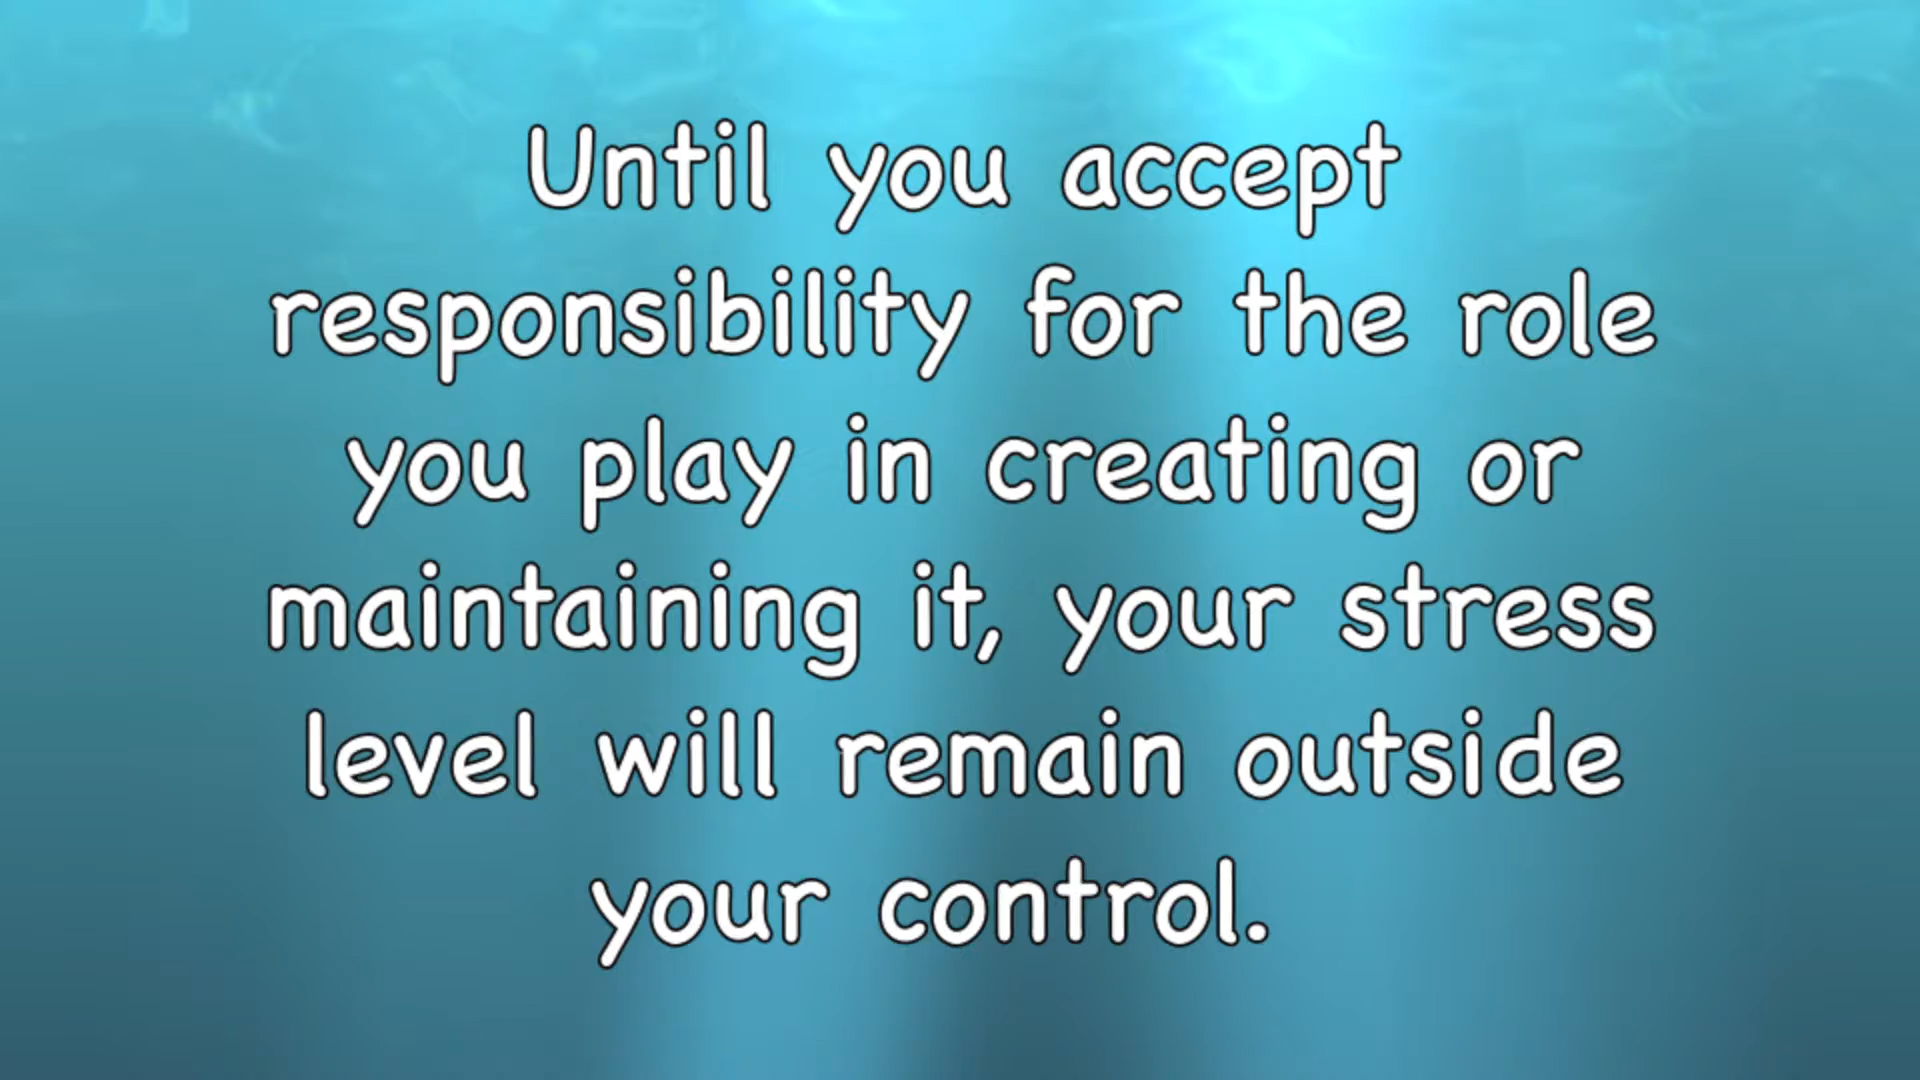 Until you accept
responsibility for the role
you play in creating or
maintaining it, your stress
level will remain outside
your control.